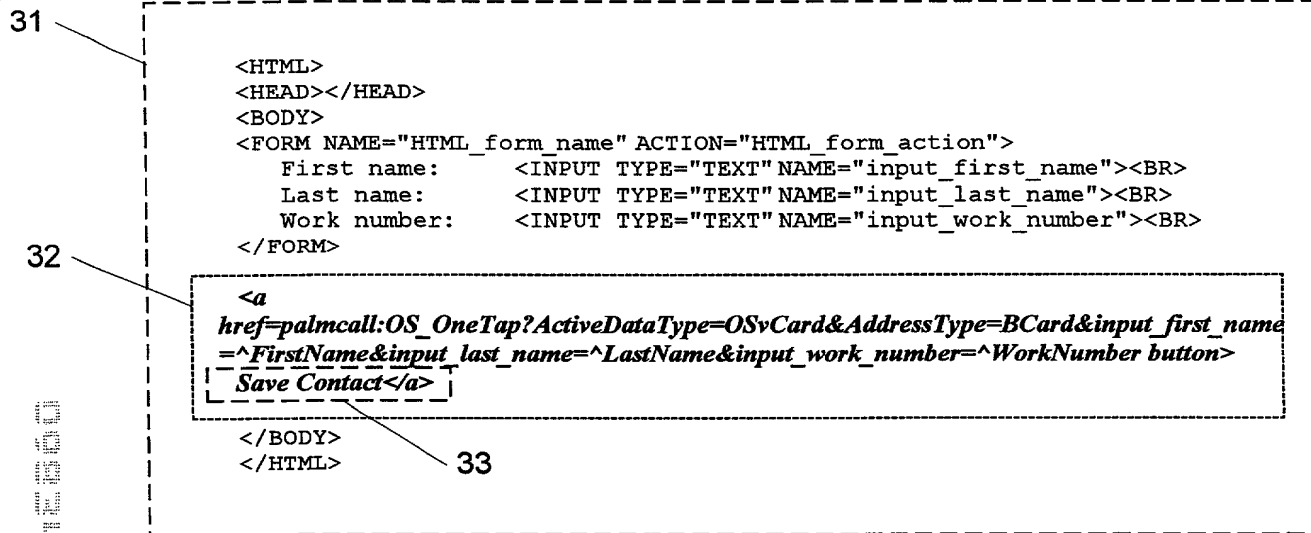 31
<HTML>
<HEAD></HEAD>
<BODY>
<FORM NAME="HTML_form_name" ACTION="HTML_form_action">
First name: <INPUT TYPE="TEXT" NAME="input_first_name"><BR>
Last name: <INPUT TYPE="TEXT" NAME="input_last_name"><BR>
Work number: <INPUT TYPE="TEXT" NAME="input_work_number"><BR>
</FORM>
32
<a
href=palmcall:OS_OneTap?ActiveDataType=OSvCard&AddressType=BCard&input_first_name
=^FirstName&input_last_name=^LastName&input_work_number=^WorkNumber button>
Save Contact</a>
</BODY>
</HTML>
33